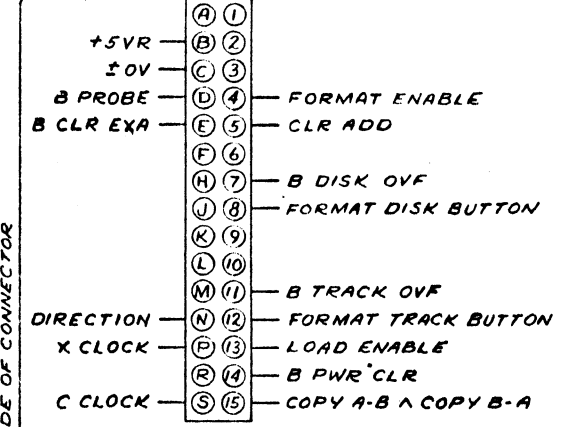 A 1
+5VR B 2
±0V C 3
B PROBE D 4 FORMAT ENABLE
B CLR EXA E 5 CLR ADD
F 6
H 7 B DISK OVF
J 8 FORMAT DISK BUTTON
K 9
L 10
M 11 B TRACK OVF
DIRECTION N 12 FORMAT TRACK BUTTON
X CLOCK P 13 LOAD ENABLE
R 14 B PWR CLR
C CLOCK S 15 COPY A-B ∧ COPY B-A
OF CONNECTOR